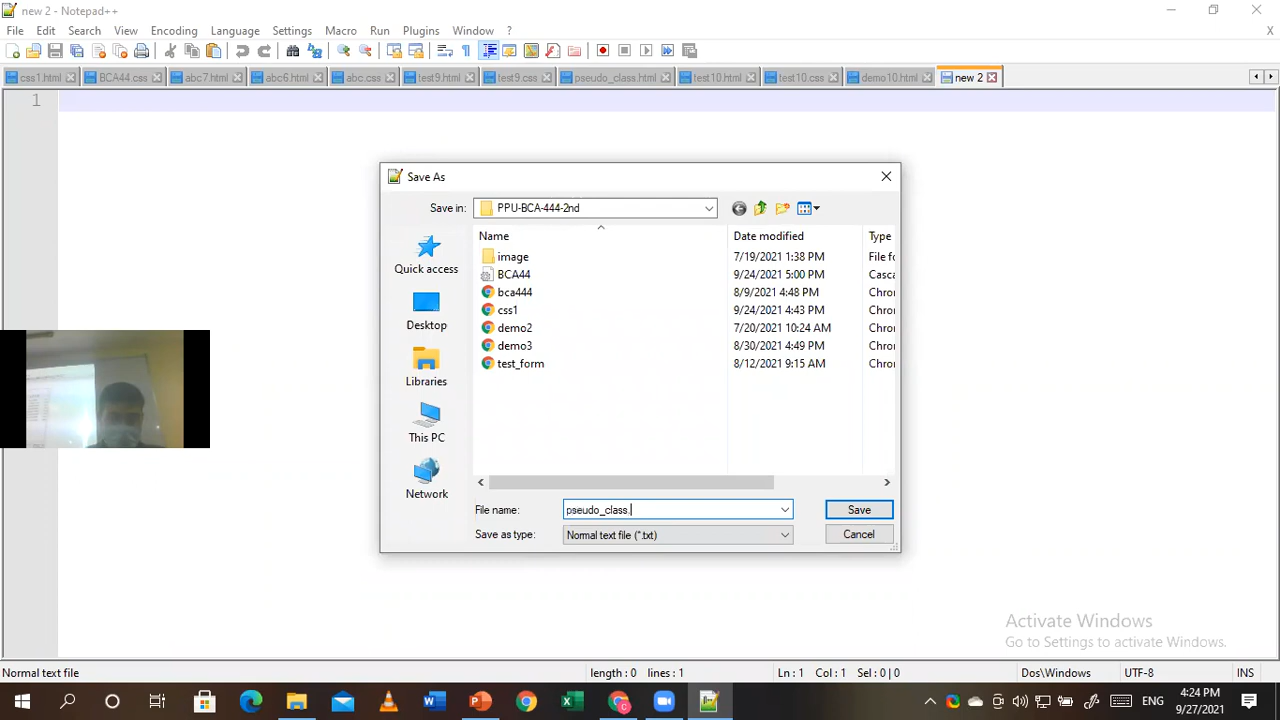 new 2 - Notepad++
File Edit Search View Encoding Language Settings Macro Run Plugins Window ? X
css1.html BCA44.css abc7.html abc6.html abc.css test9.html test9.css pseudo_class.html test10.html test10.css demo10.html new 2
1
Save As
Save in: PPU-BCA-444-2nd
Name Date modified Type
image 7/19/2021 1:38 PM File fo
BCA44 9/24/2021 5:00 PM Casca
bca444 8/9/2021 4:48 PM Chron
css1 9/24/2021 4:43 PM Chron
demo2 7/20/2021 10:24 AM Chron
demo3 8/30/2021 4:49 PM Chron
test_form 8/12/2021 9:15 AM Chron
Quick access
Desktop
Libraries
This PC
Network
File name: pseudo_class. Save
Save as type: Normal text file (*.txt) Cancel
Activate Windows
Go to Settings to activate Windows.
Normal text file length : 0 lines : 1 Ln : 1 Col : 1 Sel : 0 | 0 Dos\Windows UTF-8 INS
ENG
4:24 PM
9/27/2021